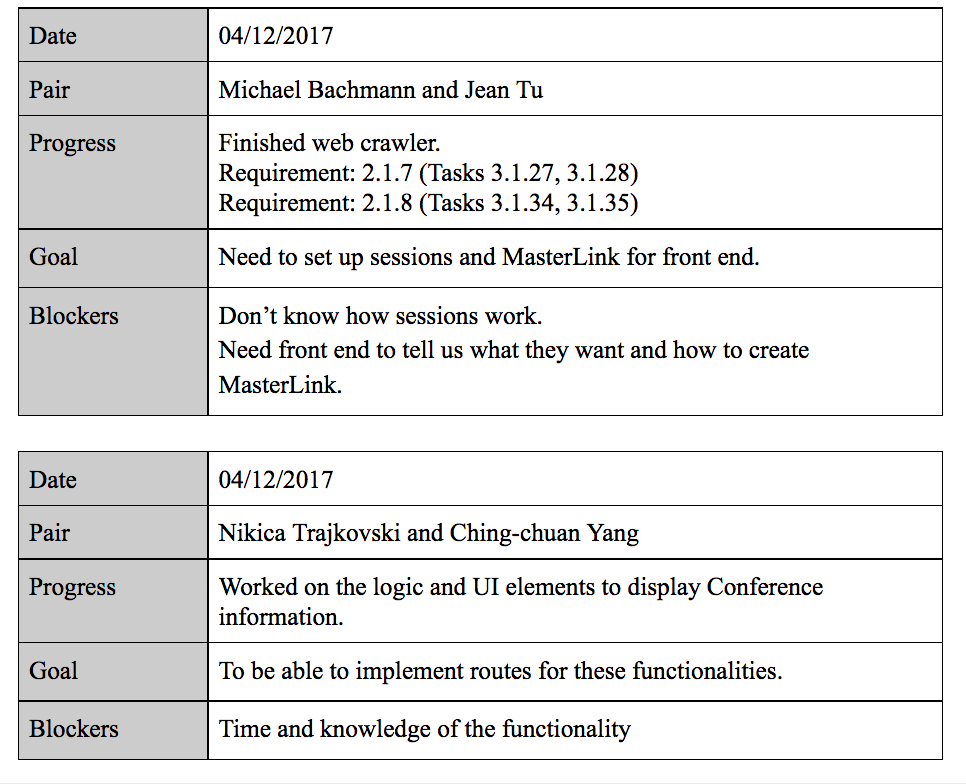 Date 04/12/2017
Pair Michael Bachmann and Jean Tu
Progress Finished web crawler.
Requirement: 2.1.7 (Tasks 3.1.27, 3.1.28)
Requirement: 2.1.8 (Tasks 3.1.34, 3.1.35)
Goal Need to set up sessions and MasterLink for front end.
Blockers Don’t know how sessions work.
Need front end to tell us what they want and how to create
MasterLink.
Date 04/12/2017
Pair Nikica Trajkovski and Ching-chuan Yang
Progress Worked on the logic and UI elements to display Conference
information.
Goal To be able to implement routes for these functionalities.
Blockers Time and knowledge of the functionality